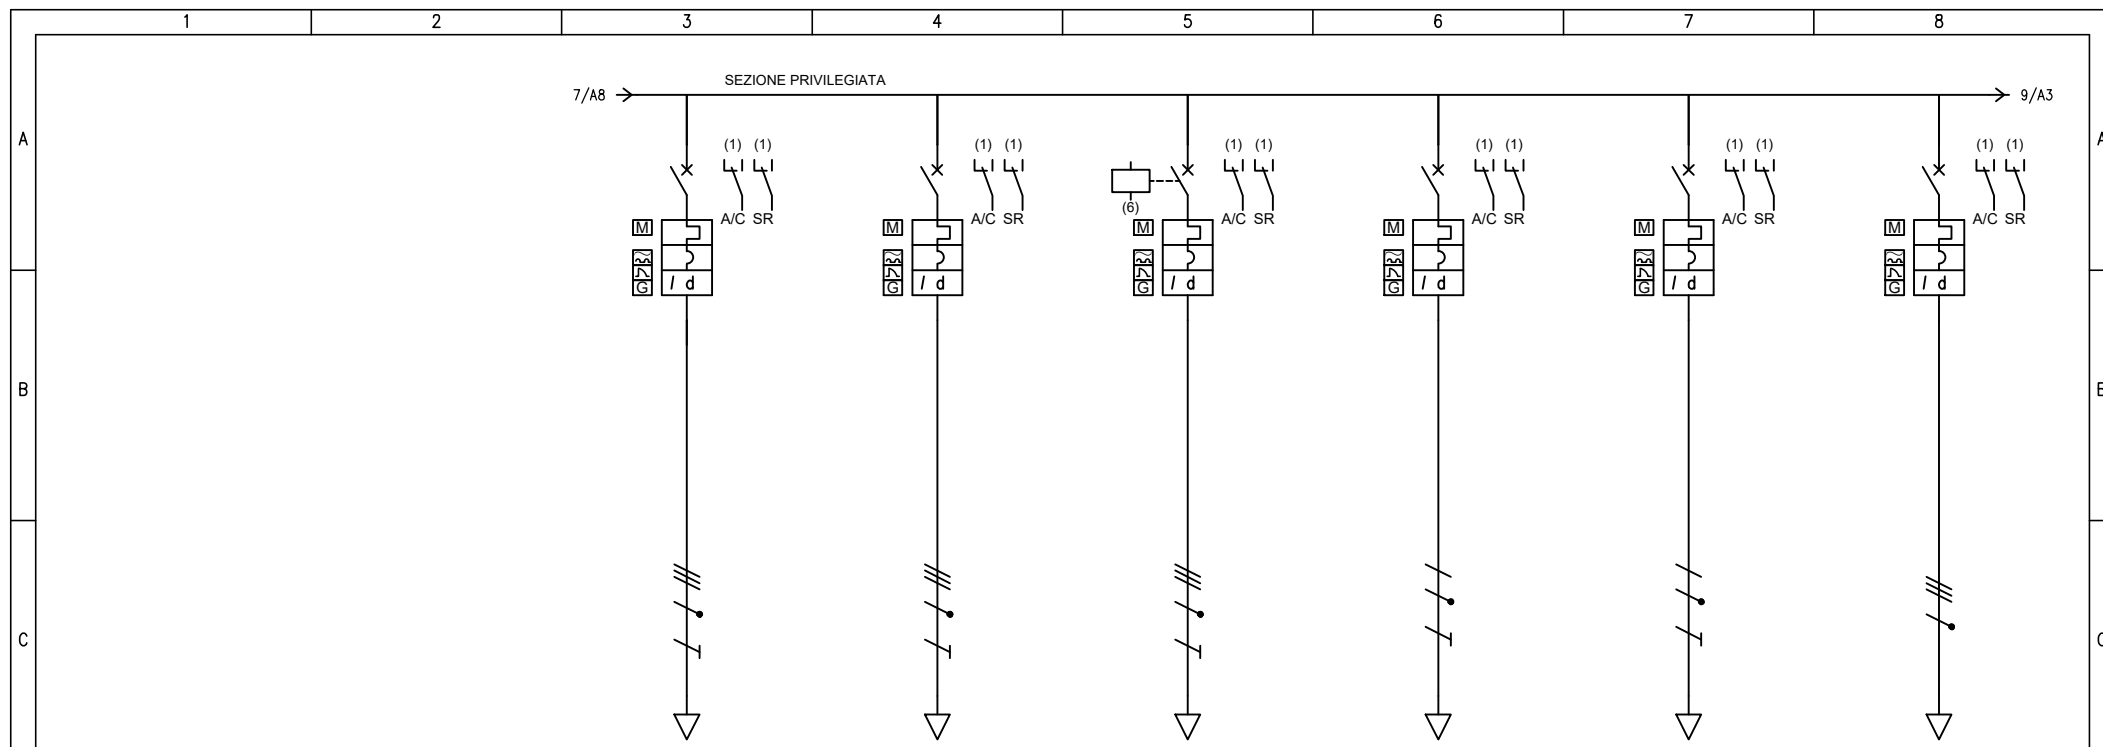 1 2 3 4 5 6 7 8
SEZIONE PRIVILEGIATA
7/A8 9/A3
A A
(1) (1) (1) (1) (1) (1) (1) (1) (1) (1) (1) (1)
(6)
A/C SR A/C SR A/C SR A/C SR A/C SR A/C SR
M M M M M M
G I d G I d G I d G I d G I d G I d
B B
C C